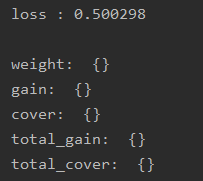 loss : 0.500298
weight:  {}
gain:  {}
cover:  {}
total_gain:  {}
total_cover:  {}